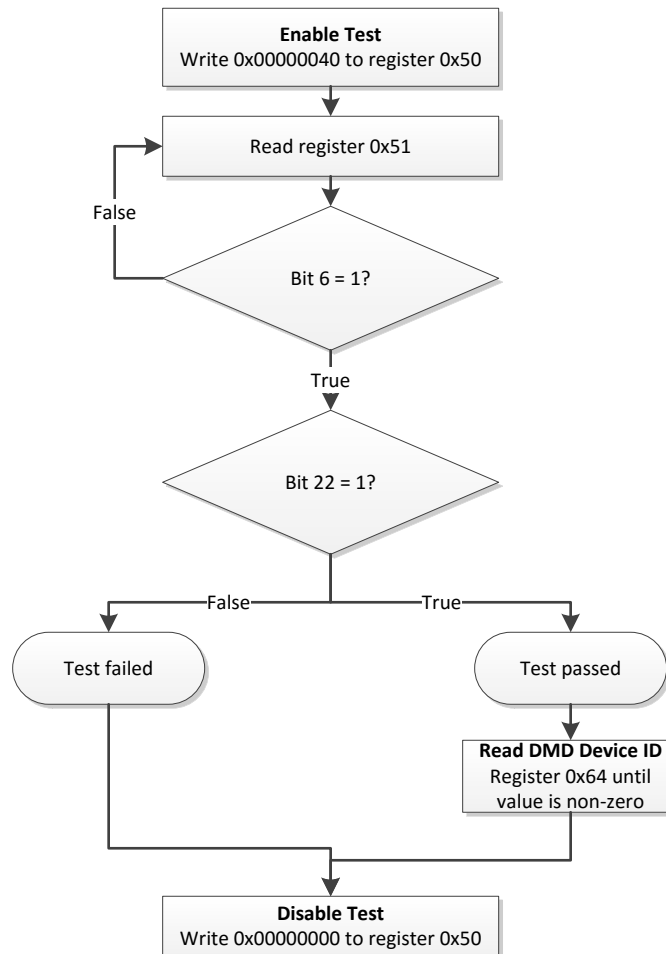 Enable Test
Write 0x00000040 to register 0x50
Read register 0x51
False
Bit 6 = 1?
True
Bit 22 = 1?
False
True
Test failed
Test passed
Read DMD Device ID
Register 0x64 until
value is non-zero
Disable Test
Write 0x00000000 to register 0x50